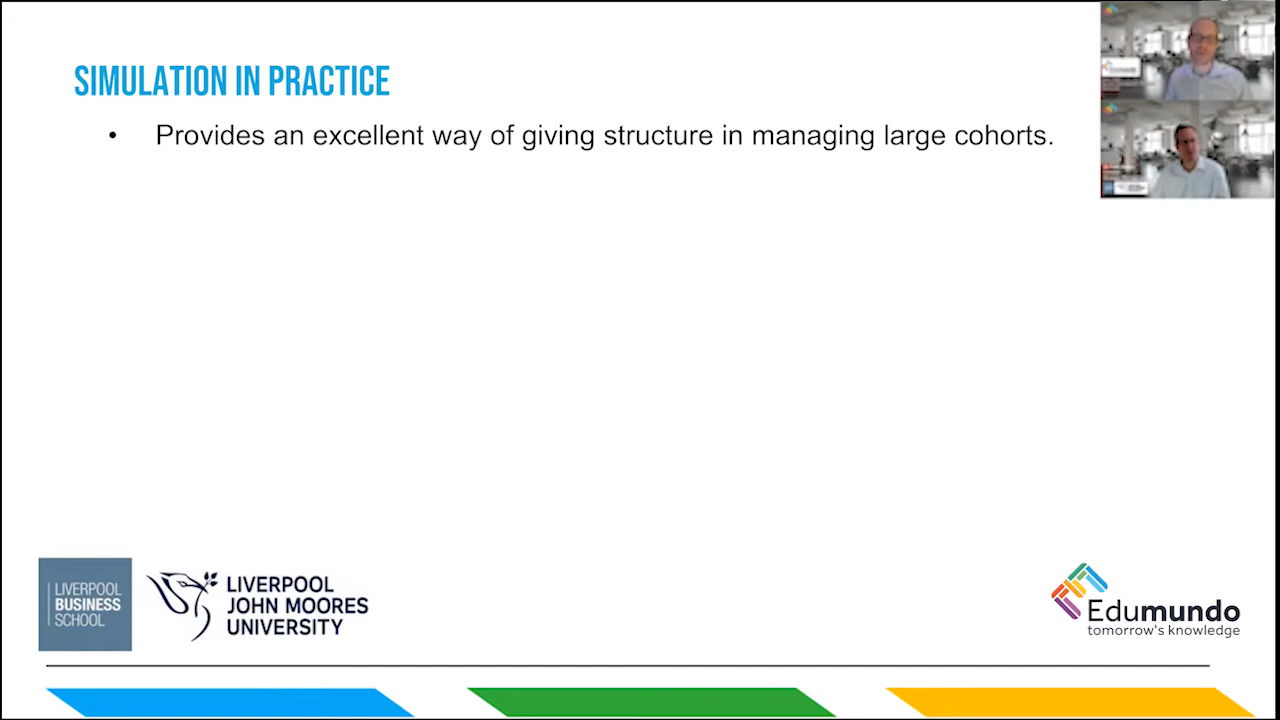 SIMULATION IN PRACTICE
• Provides an excellent way of giving structure in managing large cohorts.
LIVERPOOL
BUSINESS
SCHOOL
LIVERPOOL
JOHN MOORES
UNIVERSITY
Edumundo
tomorrow's knowledge